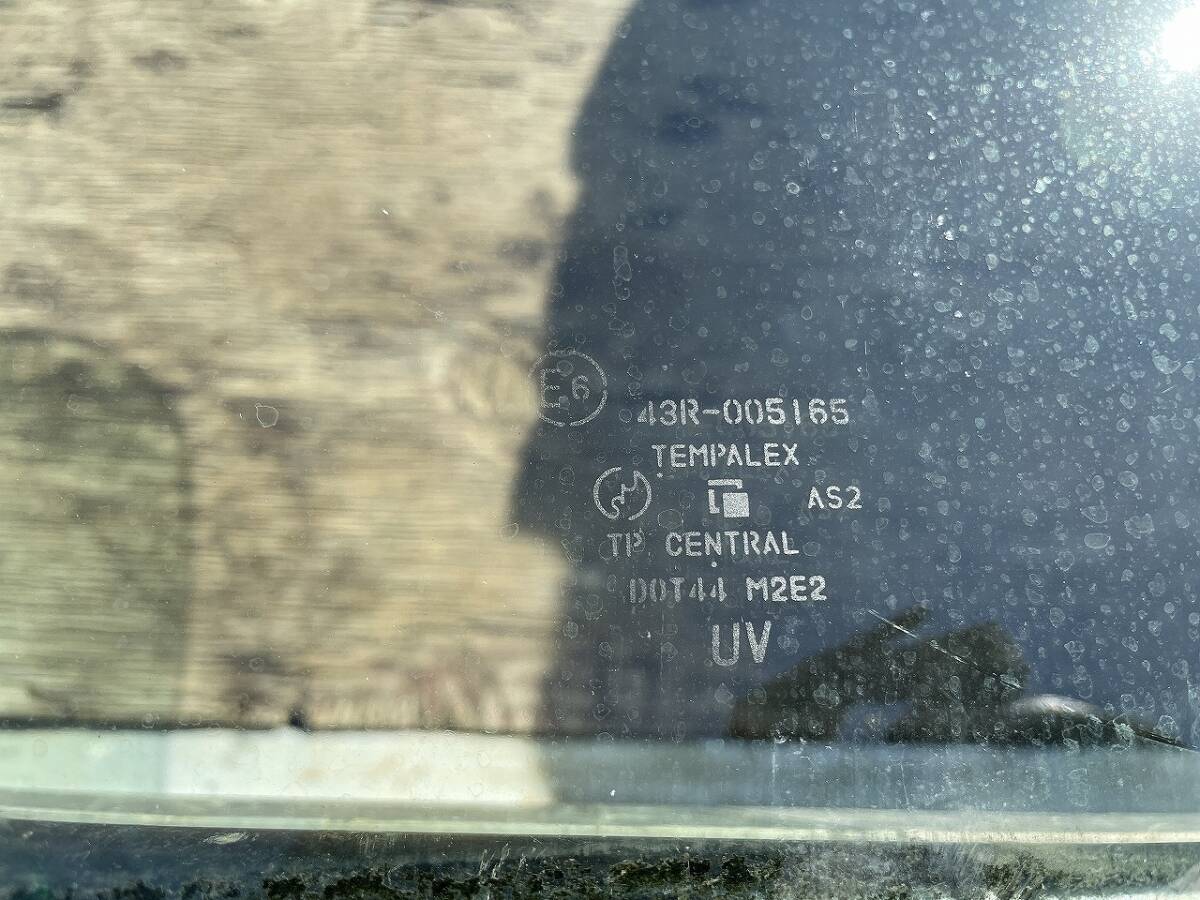 E6
43R-005165
TEMPALEX
AS2
TP CENTRAL
DOT44 M2E2
UV